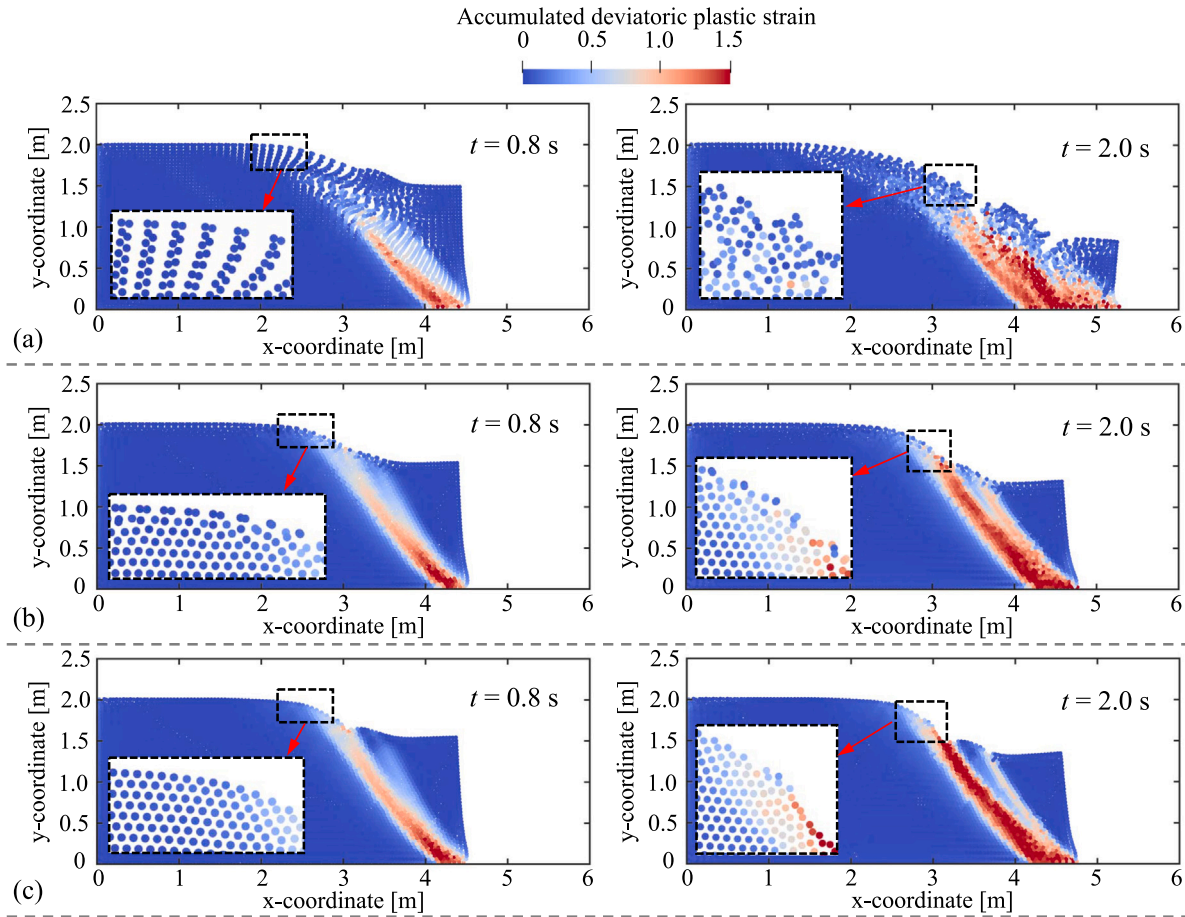 Accumulated deviatoric plastic strain
0 0.5 1.0 1.5
2.5
2.0
1.5
1.0
0.5
0
y-coordinate [m]
t = 0.8 s
0 1 2 3 4 5 6
x-coordinate [m]
2.5
2.0
1.5
1.0
0.5
0
y-coordinate [m]
t = 2.0 s
0 1 2 3 4 5 6
x-coordinate [m]
(a)
2.5
2.0
1.5
1.0
0.5
0
y-coordinate [m]
t = 0.8 s
0 1 2 3 4 5 6
x-coordinate [m]
2.5
2.0
1.5
1.0
0.5
0
y-coordinate [m]
t = 2.0 s
0 1 2 3 4 5 6
x-coordinate [m]
(b)
2.5
2.0
1.5
1.0
0.5
0
y-coordinate [m]
t = 0.8 s
0 1 2 3 4 5 6
x-coordinate [m]
2.5
2.0
1.5
1.0
0.5
0
y-coordinate [m]
t = 2.0 s
0 1 2 3 4 5 6
x-coordinate [m]
(c)